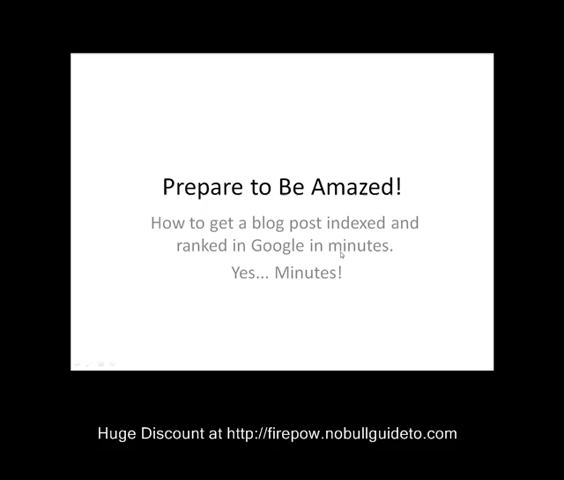 Prepare to Be Amazed!
How to get a blog post indexed and
ranked in Google in minutes.
Yes... Minutes!
Huge Discount at http://firepow.nobullguideto.com